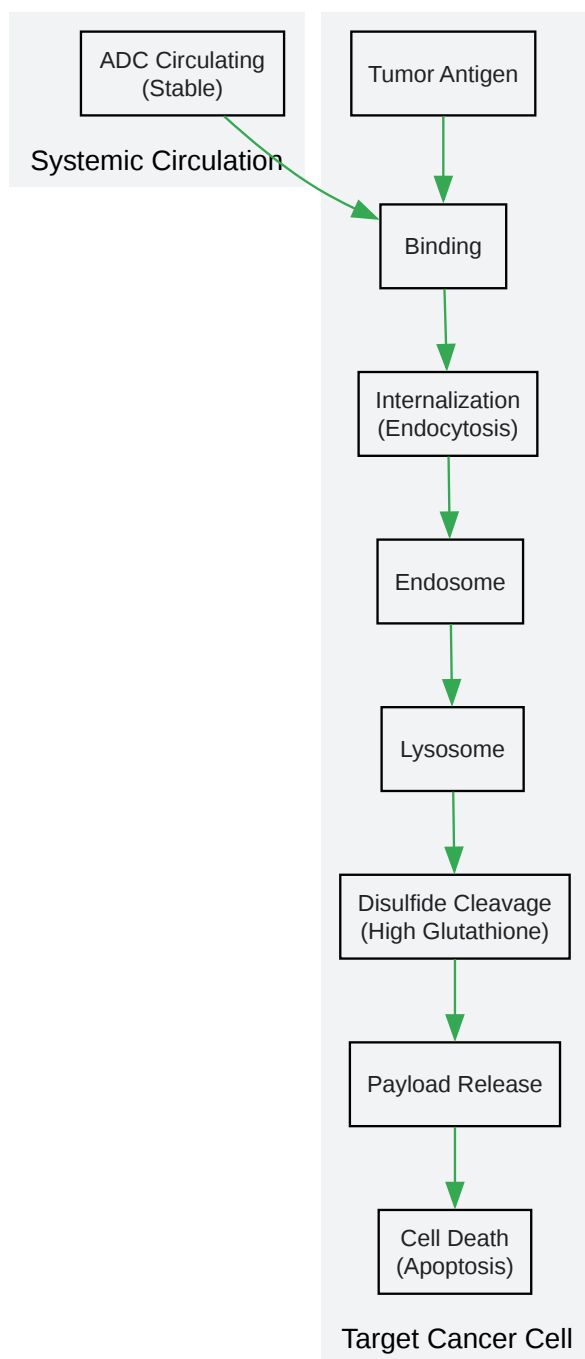 ADC Circulating
(Stable)
Systemic Circulation
Tumor Antigen
Binding
Internalization
(Endocytosis)
Endosome
Lysosome
Disulfide Cleavage
(High Glutathione)
Payload Release
Cell Death
(Apoptosis)
Target Cancer Cell